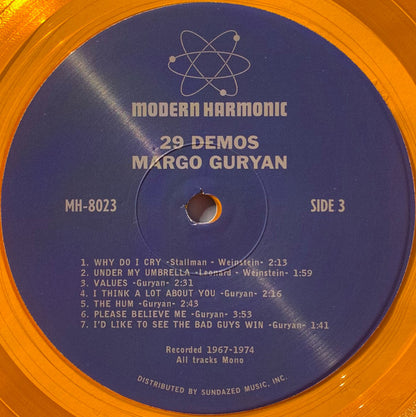 MODERN HARMONIC
29 DEMOS
MARGO GURYAN
MH-8023
SIDE 3
1. WHY DO I CRY -Stallman - Weinstein- 2:13
2. UNDER MY UMBRELLA -Leonard - Weinstein- 1:59
3. VALUES -Guryan- 2:31
4. I THINK A LOT ABOUT YOU -Guryan- 2:16
5. THE HUM -Guryan- 2:43
6. PLEASE BELIEVE ME -Guryan- 3:53
7. I'D LIKE TO SEE THE BAD GUYS WIN -Guryan- 1:41
Recorded 1967-1974
All tracks Mono
DISTRIBUTED BY SUNDAZED MUSIC, INC.